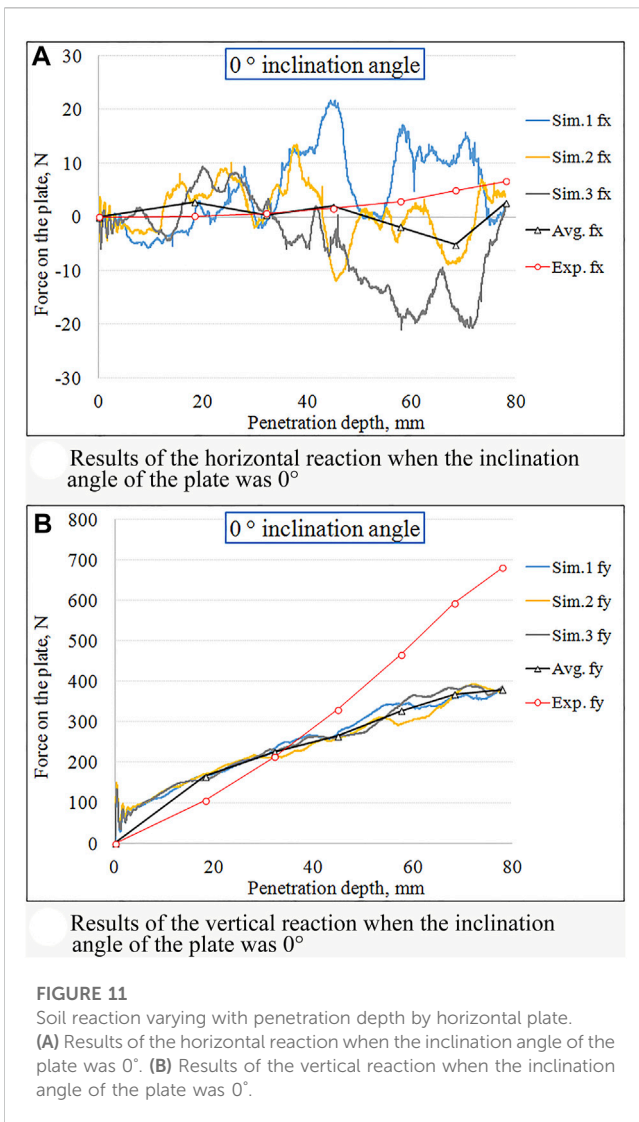 A
0 ° inclination angle
30
20
10
0
-10
-20
-30
Force on the plate, N
0
20
40
60
80
Penetration depth, mm
Sim.1 fx
Sim.2 fx
Sim.3 fx
Avg. fx
Exp. fx
Results of the horizontal reaction when the inclination
angle of the plate was 0°
B
0 ° inclination angle
800
700
600
500
400
300
200
100
0
Force on the plate, N
0
20
40
60
80
Penetration depth, mm
Sim.1 fy
Sim.2 fy
Sim.3 fy
Avg. fy
Exp. fy
Results of the vertical reaction when the inclination
angle of the plate was 0°
FIGURE 11
Soil reaction varying with penetration depth by horizontal plate.
(A) Results of the horizontal reaction when the inclination angle of the
plate was 0°. (B) Results of the vertical reaction when the inclination
angle of the plate was 0°.